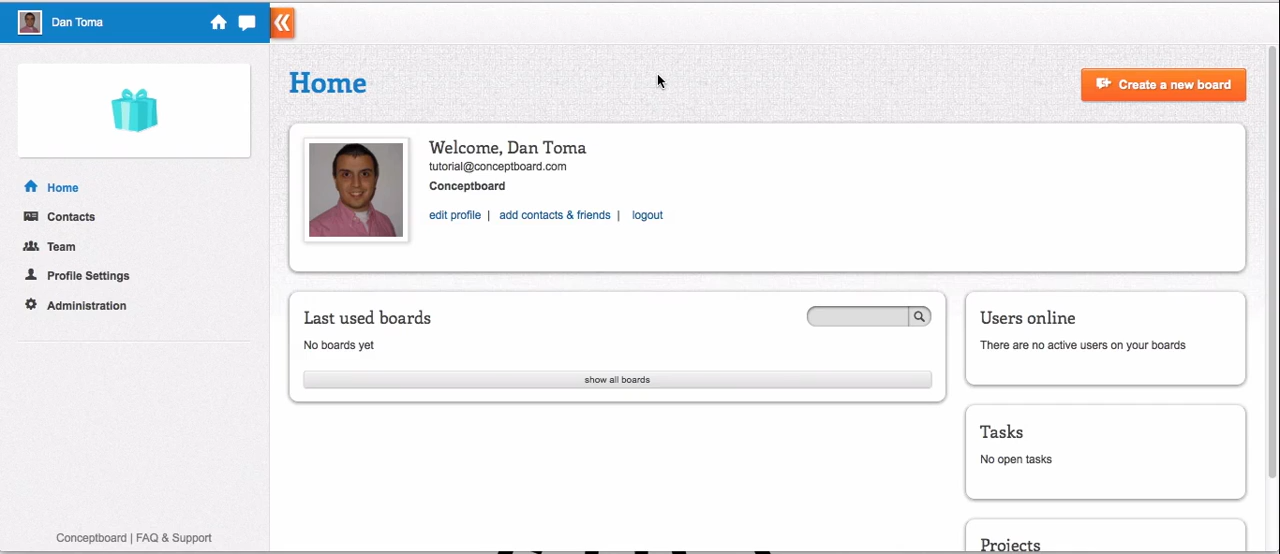 Dan Toma
Home
Contacts
Team
Profile Settings
Administration
Conceptboard | FAQ & Support
Home
Create a new board
Welcome, Dan Toma
tutorial@conceptboard.com
Conceptboard
edit profile | add contacts & friends | logout
Last used boards
No boards yet
show all boards
Users online
There are no active users on your boards
Tasks
No open tasks
Projects